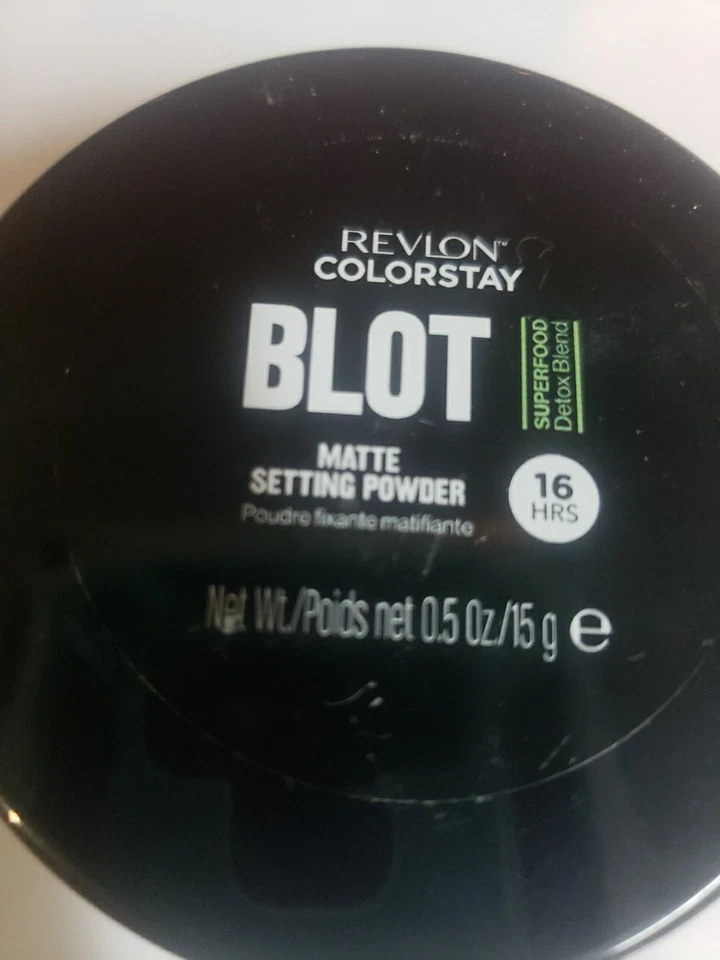 REVLON™
COLORSTAY
BLOT
SUPERFOOD
Detox Blend
MATTE
SETTING POWDER
Poudre fixante matifiante
16
HRS
Net Wt./Poids net 0.5 Oz./15 g ℮